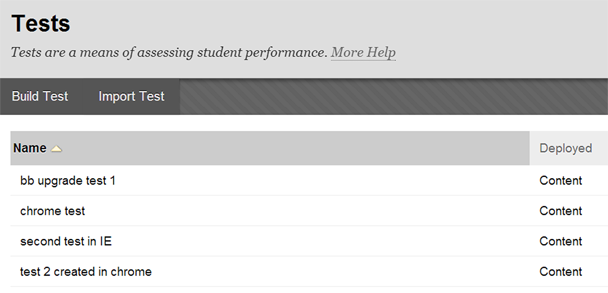 Tests
Tests are a means of assessing student performance. More Help
Build Test Import Test
Name Deployed
bb upgrade test 1 Content
chrome test Content
second test in IE Content
test 2 created in chrome Content